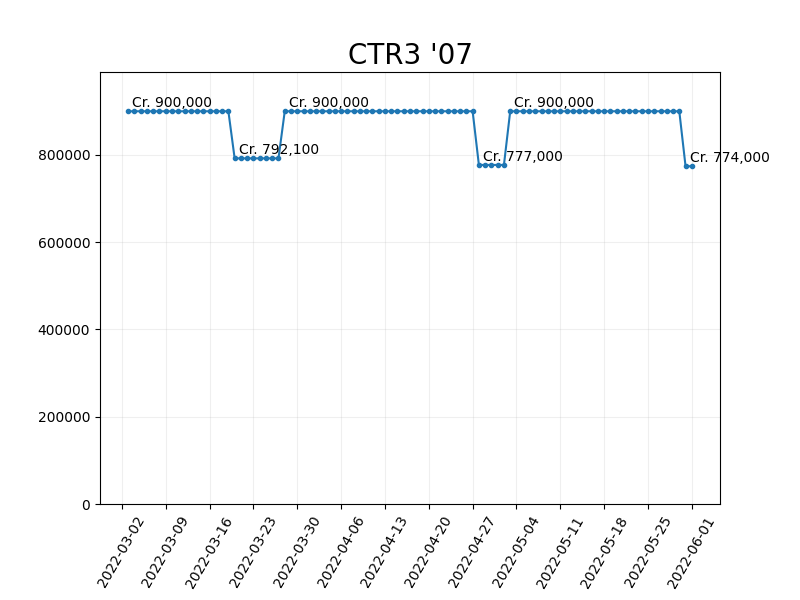 CTR3 '07
Cr. 900,000
Cr. 900,000
Cr. 900,000
Cr. 792,100
Cr. 777,000
Cr. 774,000
800000
600000
400000
200000
0
2022-03-02
2022-03-09
2022-03-16
2022-03-23
2022-03-30
2022-04-06
2022-04-13
2022-04-20
2022-04-27
2022-05-04
2022-05-11
2022-05-18
2022-05-25
2022-06-01